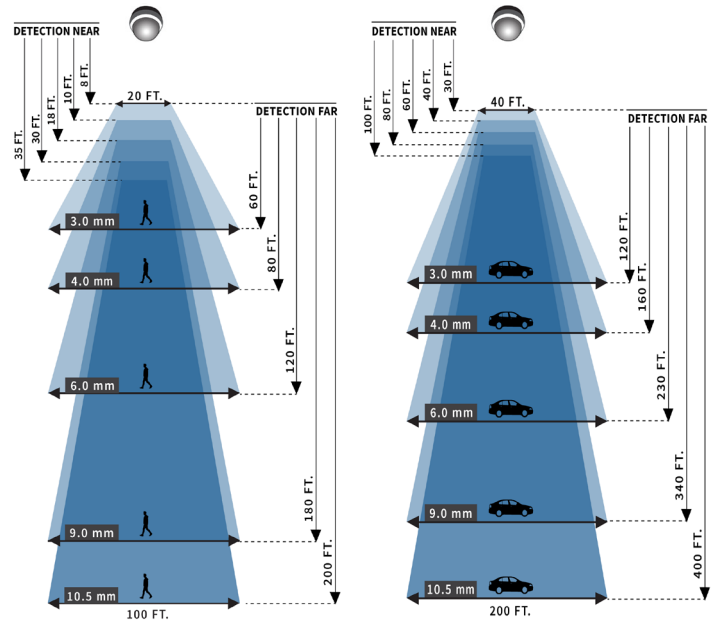 DETECTION NEAR
35 FT.
30 FT.
18 FT.
10 FT.
8 FT.
20 FT.
DETECTION FAR
60 FT.
80 FT.
120 FT.
180 FT.
200 FT.
3.0 mm
4.0 mm
6.0 mm
9.0 mm
10.5 mm
100 FT.
DETECTION NEAR
100 FT.
80 FT.
60 FT.
40 FT.
30 FT.
40 FT.
DETECTION FAR
120 FT.
160 FT.
230 FT.
340 FT.
400 FT.
3.0 mm
4.0 mm
6.0 mm
9.0 mm
10.5 mm
200 FT.